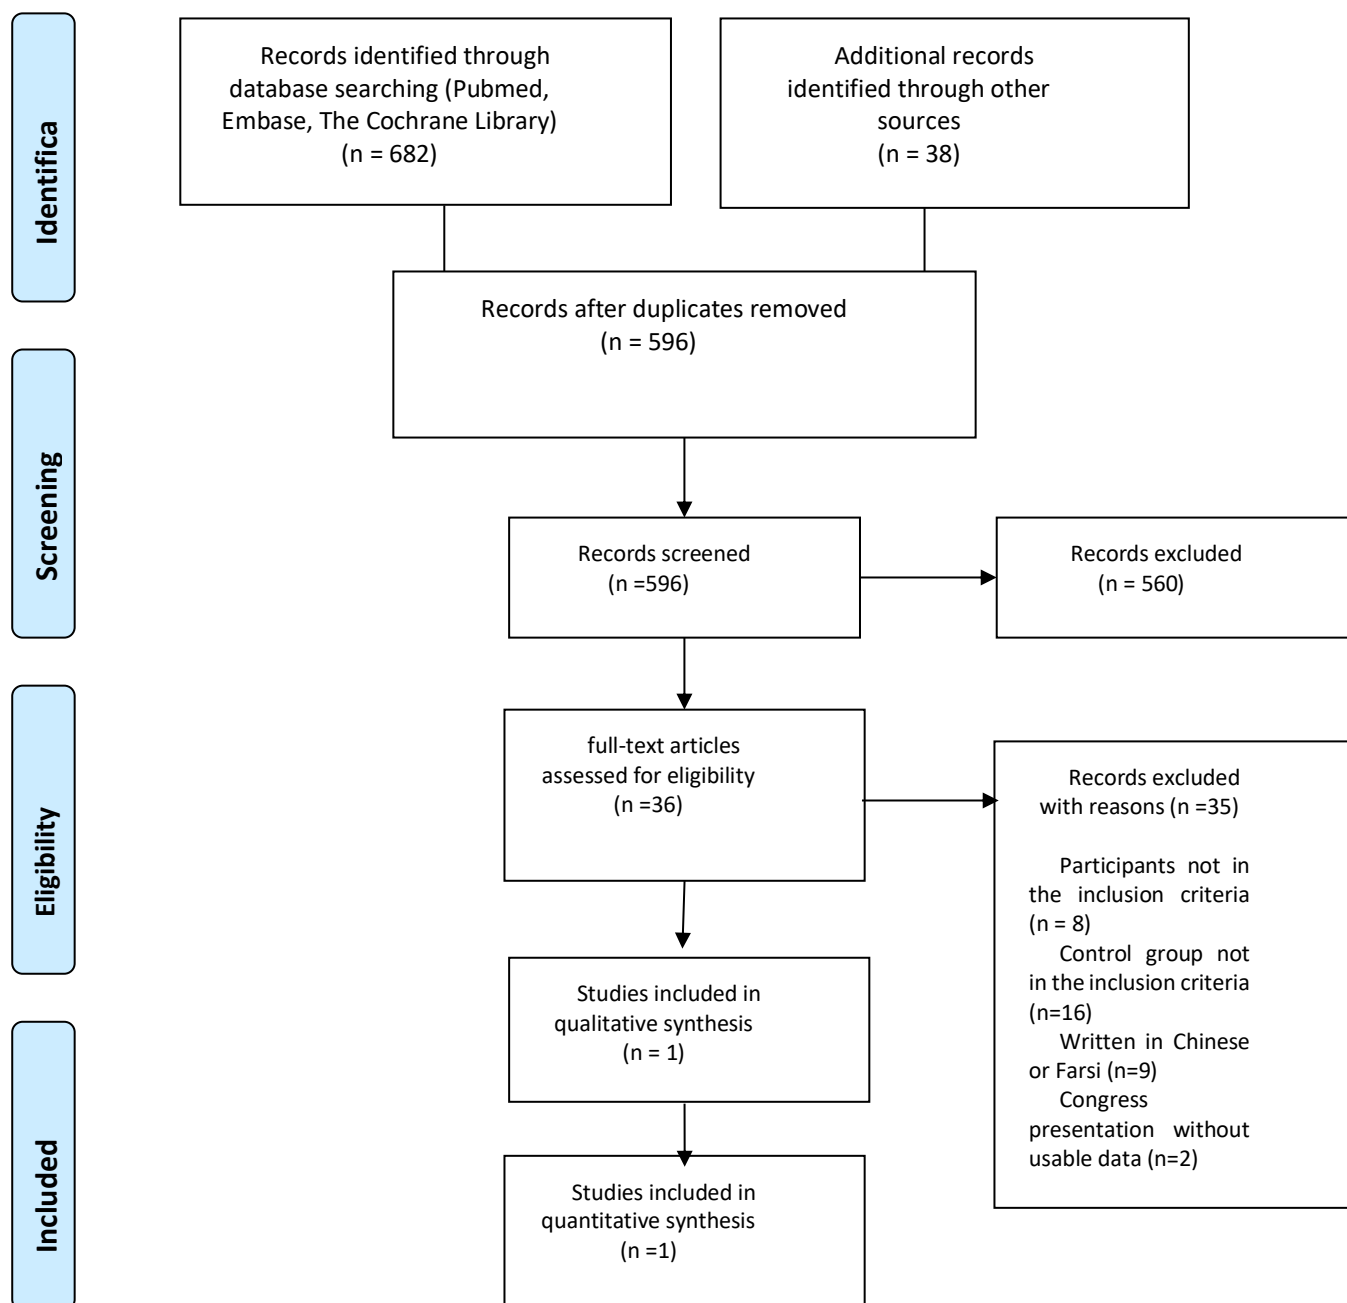 Identifica
Records identified through
database searching (Pubmed,
Embase, The Cochrane Library)
(n = 682)
Additional records
identified through other
sources
(n = 38)
Records after duplicates removed
(n = 596)
Screening
Records screened
(n =596)
Records excluded
(n = 560)
Eligibility
full-text articles
assessed for eligibility
(n =36)
Records excluded
with reasons (n =35)
Participants not in
the inclusion criteria
(n = 8)
Control group not
in the inclusion criteria
(n=16)
Written in Chinese
or Farsi (n=9)
Congress
presentation without
usable data (n=2)
Studies included in
qualitative synthesis
(n = 1)
Included
Studies included in
quantitative synthesis
(n =1)